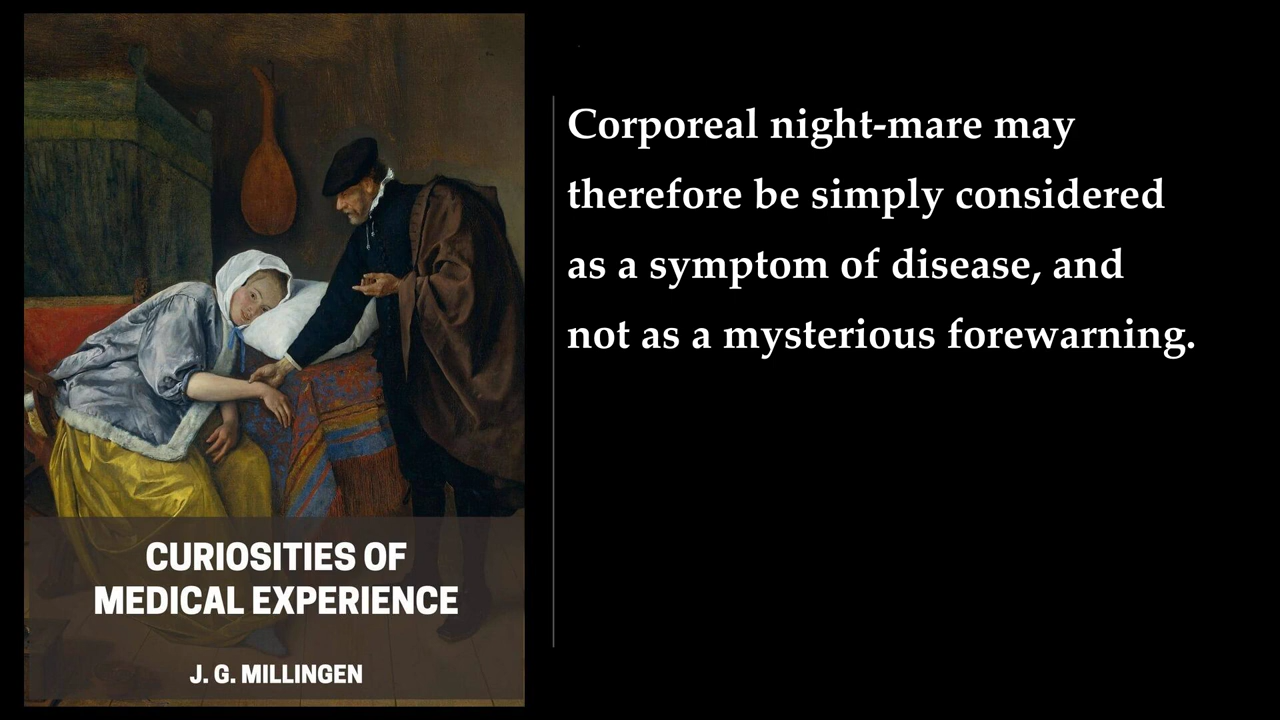 CURIOSITIES OF
MEDICAL EXPERIENCE
J. G. MILLINGEN
Corporeal night-mare may
therefore be simply considered
as a symptom of disease, and
not as a mysterious forewarning.